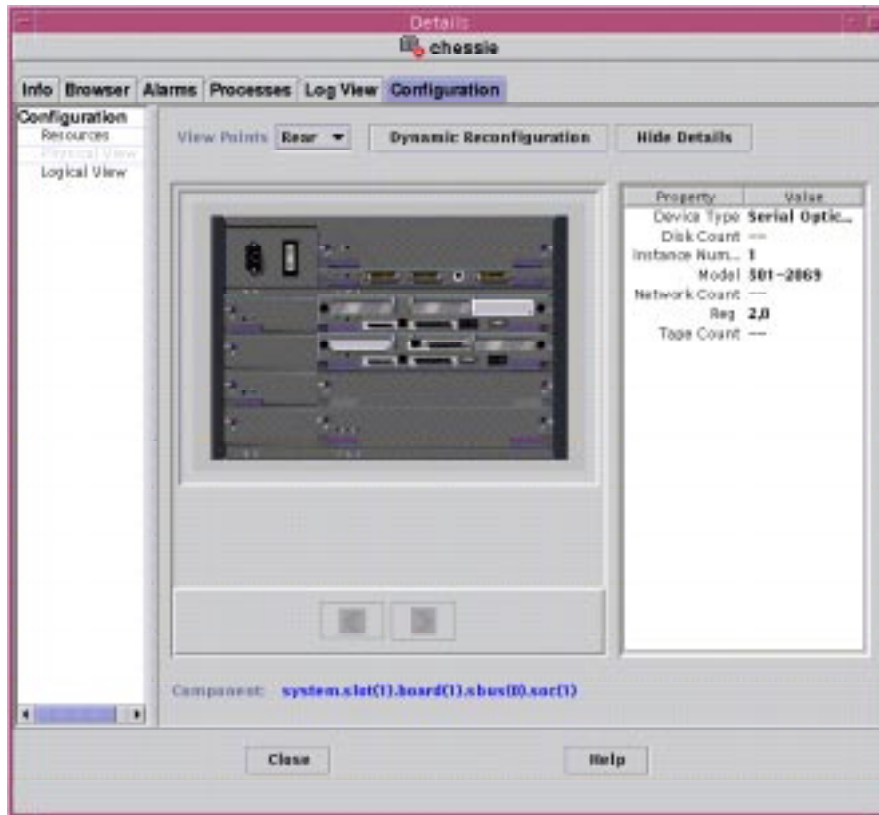 Details
chessie
Info Browser Alarms Processes Log View Configuration
Configuration
Resources
Physical View
Logical View
View Points Rear Dynamic Reconfiguration Hide Details
Property Value
Device Type Serial Optic...
Disk Count --
Instance Num... 1
Model 501-2069
Network Count --
Reg 2,0
Tape Count --
Component: system.slot(1).board(1).sbus(0).soc(1)
Close Help